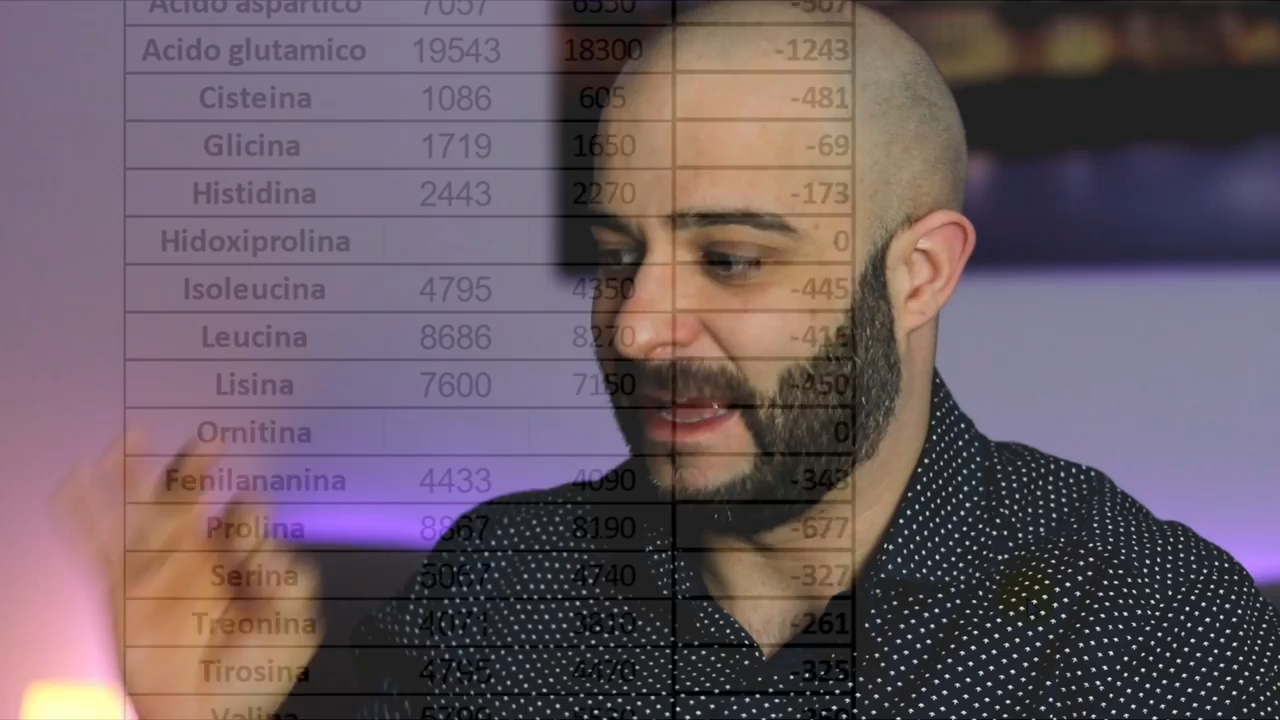 Acido aspartico 7057 6550 -507
Acido glutamico 19543 18300 -1243
Cisteina 1086 605 -481
Glicina 1719 1650 -69
Histidina 2443 2270 -173
Hidoxiprolina 0
Isoleucina 4795 4350 -445
Leucina 8686 8270 -416
Lisina 7600 7150 -450
Ornitina 0
Fenilananina 4433 4090 -343
Prolina 8867 8190 -677
Serina 5067 4740 -327
Treonina 4071 3810 -261
Tirosina 4795 4470 -325
Valina